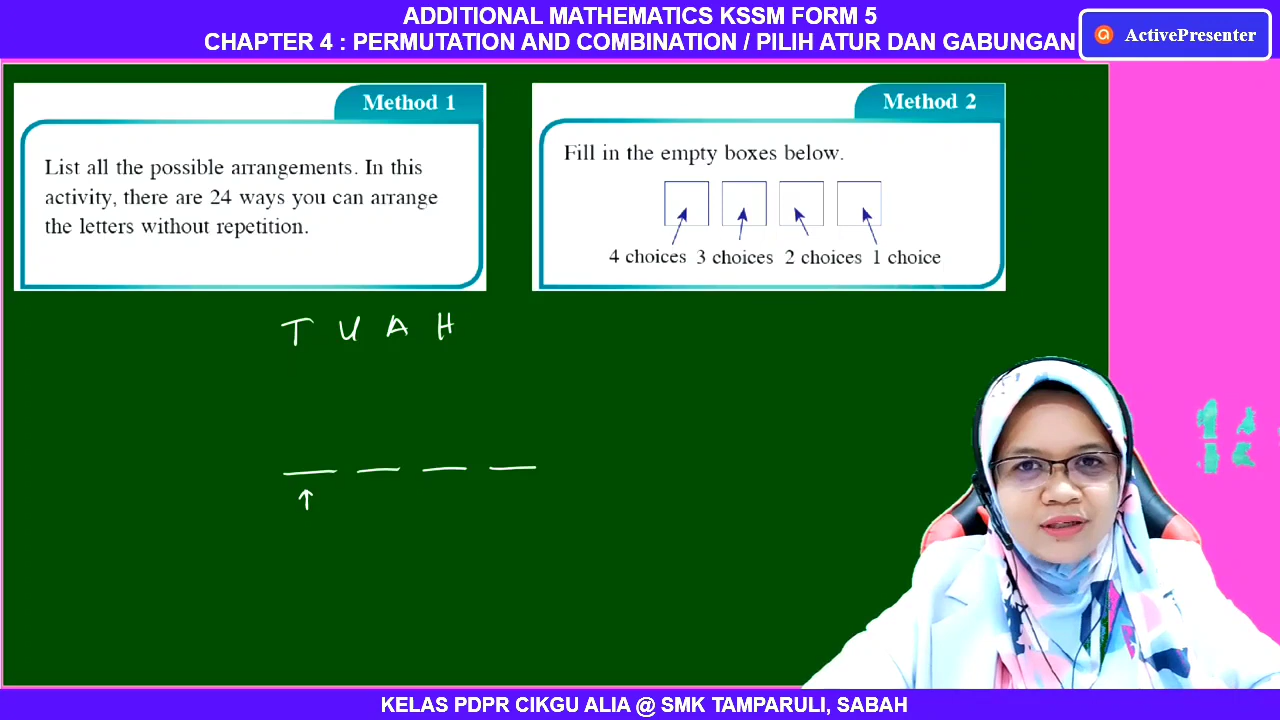 ADDITIONAL MATHEMATICS KSSM FORM 5
CHAPTER 4 : PERMUTATION AND COMBINATION / PILIH ATUR DAN GABUNGAN
ActivePresenter
Method 1
List all the possible arrangements. In this
activity, there are 24 ways you can arrange
the letters without repetition.
Method 2
Fill in the empty boxes below.
4 choices 3 choices 2 choices 1 choice
T U A H
KELAS PDPR CIKGU ALIA @ SMK TAMPARULI, SABAH